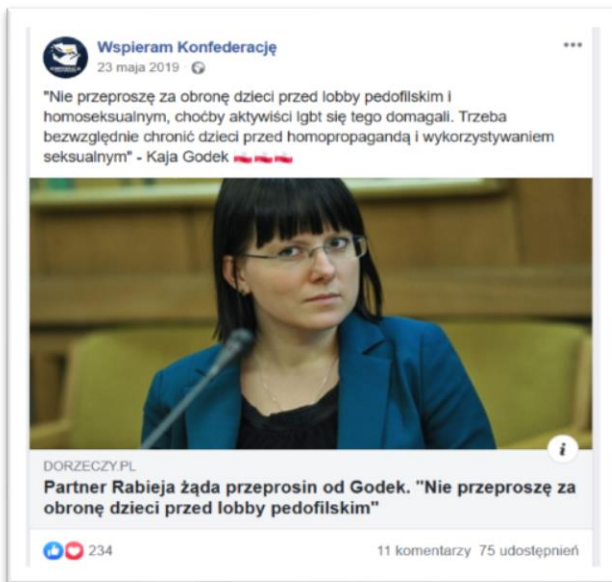 Wspieram Konfederację
23 maja 2019
"Nie przeproszę za obronę dzieci przed lobby pedofilskim i
homoseksualnym, choćby aktywiści lgbt się tego domagali. Trzeba
bezwzględnie chronić dzieci przed homopropagandą i wykorzystywaniem
seksualnym" - Kaja Godek
DORZECZY.PL
Partner Rabieja żąda przeprosin od Godek. "Nie przeproszę za
obronę dzieci przed lobby pedofilskim"
234 11 komentarzy 75 udostępnień